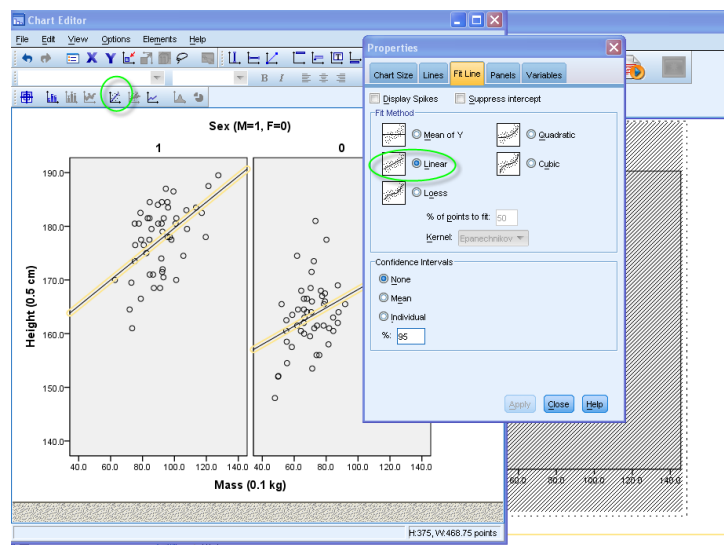 Chart Editor
File Edit View Options Elements Help
X Y
B I
Sex (M=1, F=0)
1 0
190.0
180.0
170.0
160.0
150.0
140.0
Height (0.5 cm)
40.0 60.0 80.0 100.0 120.0 140.0 40.0 60.0 80.0 100.0 120.0 140.0
Mass (0.1 kg)
H:375, W:468.75 points
Properties
Chart Size Lines Fit Line Panels Variables
Display Spikes Suppress intercept
Fit Method
Mean of Y Quadratic
Linear Cubic
Loess
% of points to fit: 50
Kernel: Epanechnikov
Confidence Intervals
None
Mean
Individual
%: 95
Apply Close Help
60.0 80.0 100.0 120.0 140.0